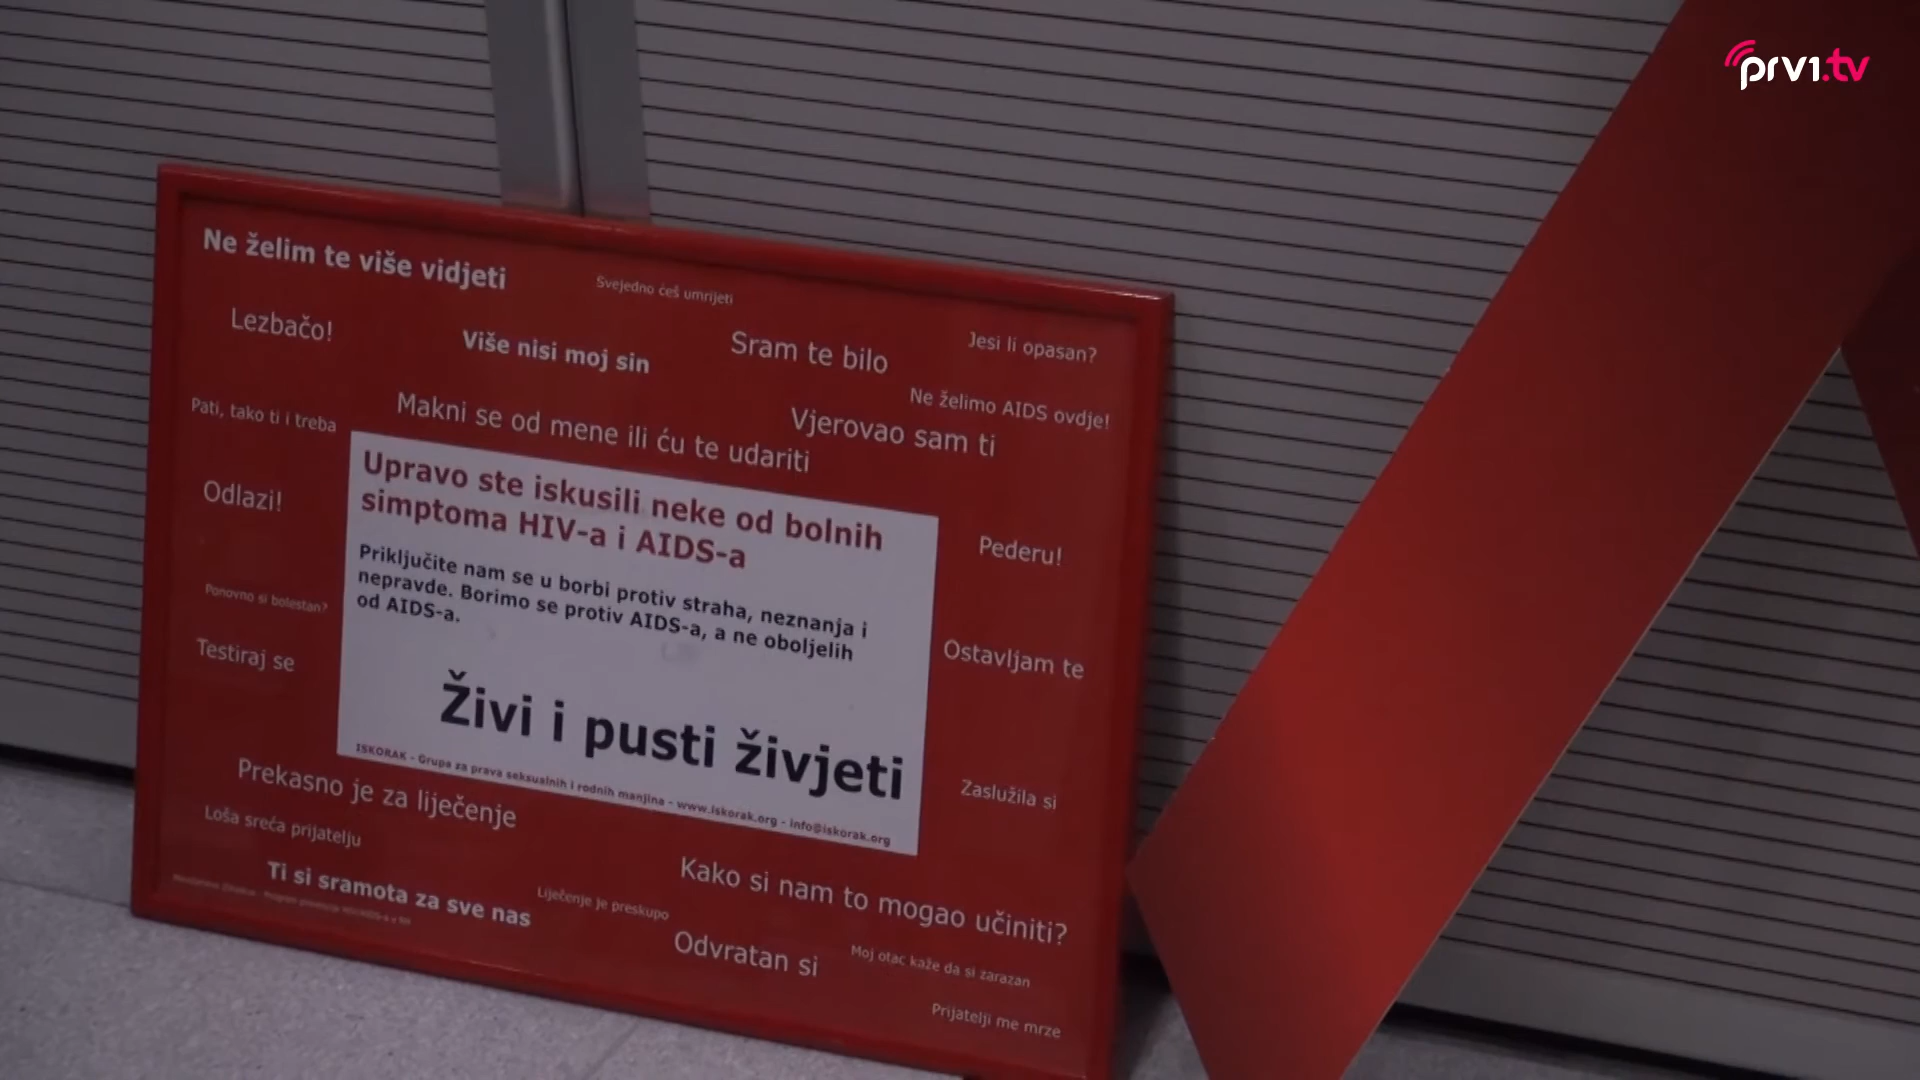 prv1.tv
Ne želim te više vidjeti
Svejedno ćeš umrijeti
Lezbačo!
Više nisi moj sin
Sram te bilo
Jesi li opasan?
Pati, tako ti i treba
Makni se od mene ili ću te udariti
Vjerovao sam ti
Ne želimo AIDS ovdje!
Upravo ste iskusili neke od bolnih
simptoma HIV-a i AIDS-a
Odlazi!
Pederu!
Priključite nam se u borbi protiv straha, neznanja i
nepravde. Borimo se protiv AIDS-a, a ne oboljelih
od AIDS-a.
Ponovno si bolestan?
Testiraj se
Ostavljam te
Živi i pusti živjeti
ISKORAK - Grupa za prava seksualnih i rodnih manjina - www.iskorak.org - info@iskorak.org
Prekasno je za liječenje
Zaslužila si
Loša sreća prijatelju
Ti si sramota za sve nas
Liječenje je preskupo
Kako si nam to mogao učiniti?
Odvratan si
Moj otac kaže da si zarazan
Prijatelji me mrze